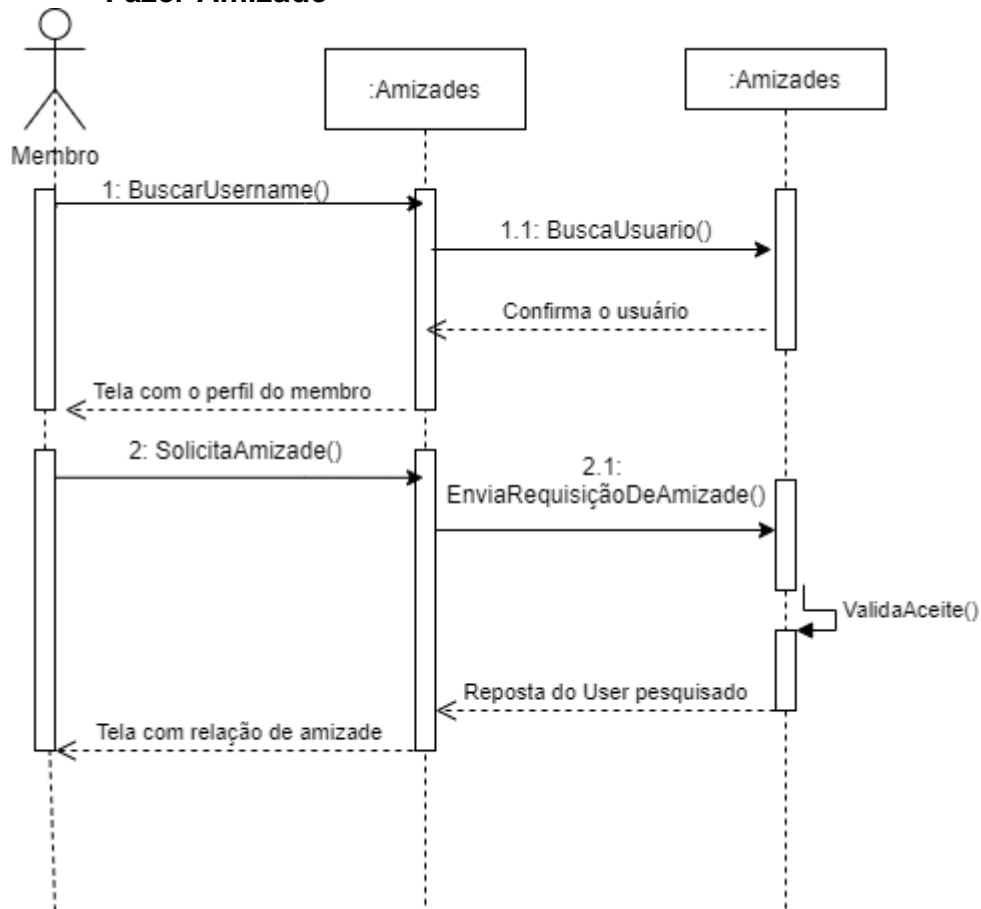 Fazer Amizade
:Amizades
:Amizades
Membro
1: BuscarUsername()
1.1: BuscaUsuario()
Confirma o usuário
Tela com o perfil do membro
2: SolicitaAmizade()
2.1:
EnviaRequisiçãoDeAmizade()
ValidaAceite()
Reposta do User pesquisado
Tela com relação de amizade